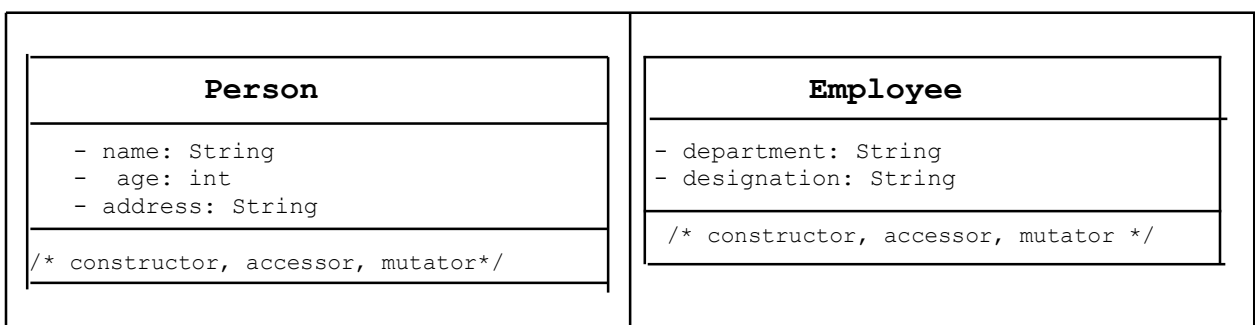 Person
- name: String
- age: int
- address: String
/* constructor, accessor, mutator*/
Employee
- department: String
- designation: String
/* constructor, accessor, mutator */